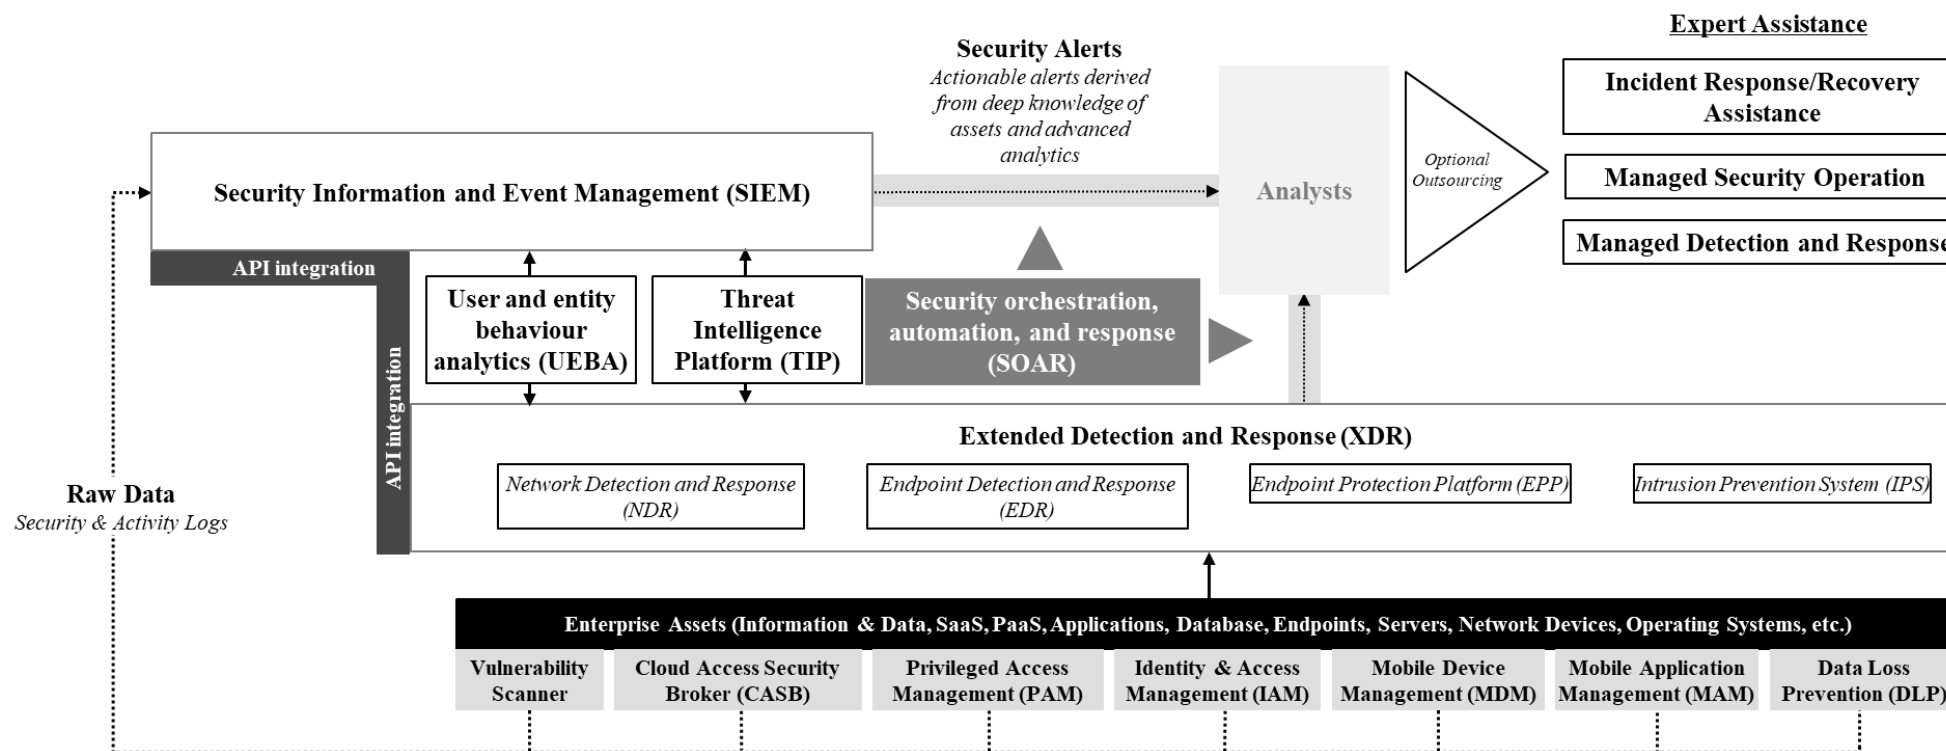 Expert Assistance
Security Alerts
Actionable alerts derived
from deep knowledge of
assets and advanced
analytics
Incident Response/Recovery
Assistance
Optional
Outsourcing
Managed Security Operation
Security Information and Event Management (SIEM)
Analysts
Managed Detection and Response
API integration
User and entity
behaviour
analytics (UEBA)
Threat
Intelligence
Platform (TIP)
Security orchestration,
automation, and response
(SOAR)
API integration
Extended Detection and Response (XDR)
Network Detection and Response
(NDR)
Endpoint Detection and Response
(EDR)
Endpoint Protection Platform (EPP)
Intrusion Prevention System (IPS)
Raw Data
Security & Activity Logs
Enterprise Assets (Information & Data, SaaS, PaaS, Applications, Database, Endpoints, Servers, Network Devices, Operating Systems, etc.)
Vulnerability
Scanner
Cloud Access Security
Broker (CASB)
Privileged Access
Management (PAM)
Identity & Access
Management (IAM)
Mobile Device
Management (MDM)
Mobile Application
Management (MAM)
Data Loss
Prevention (DLP)